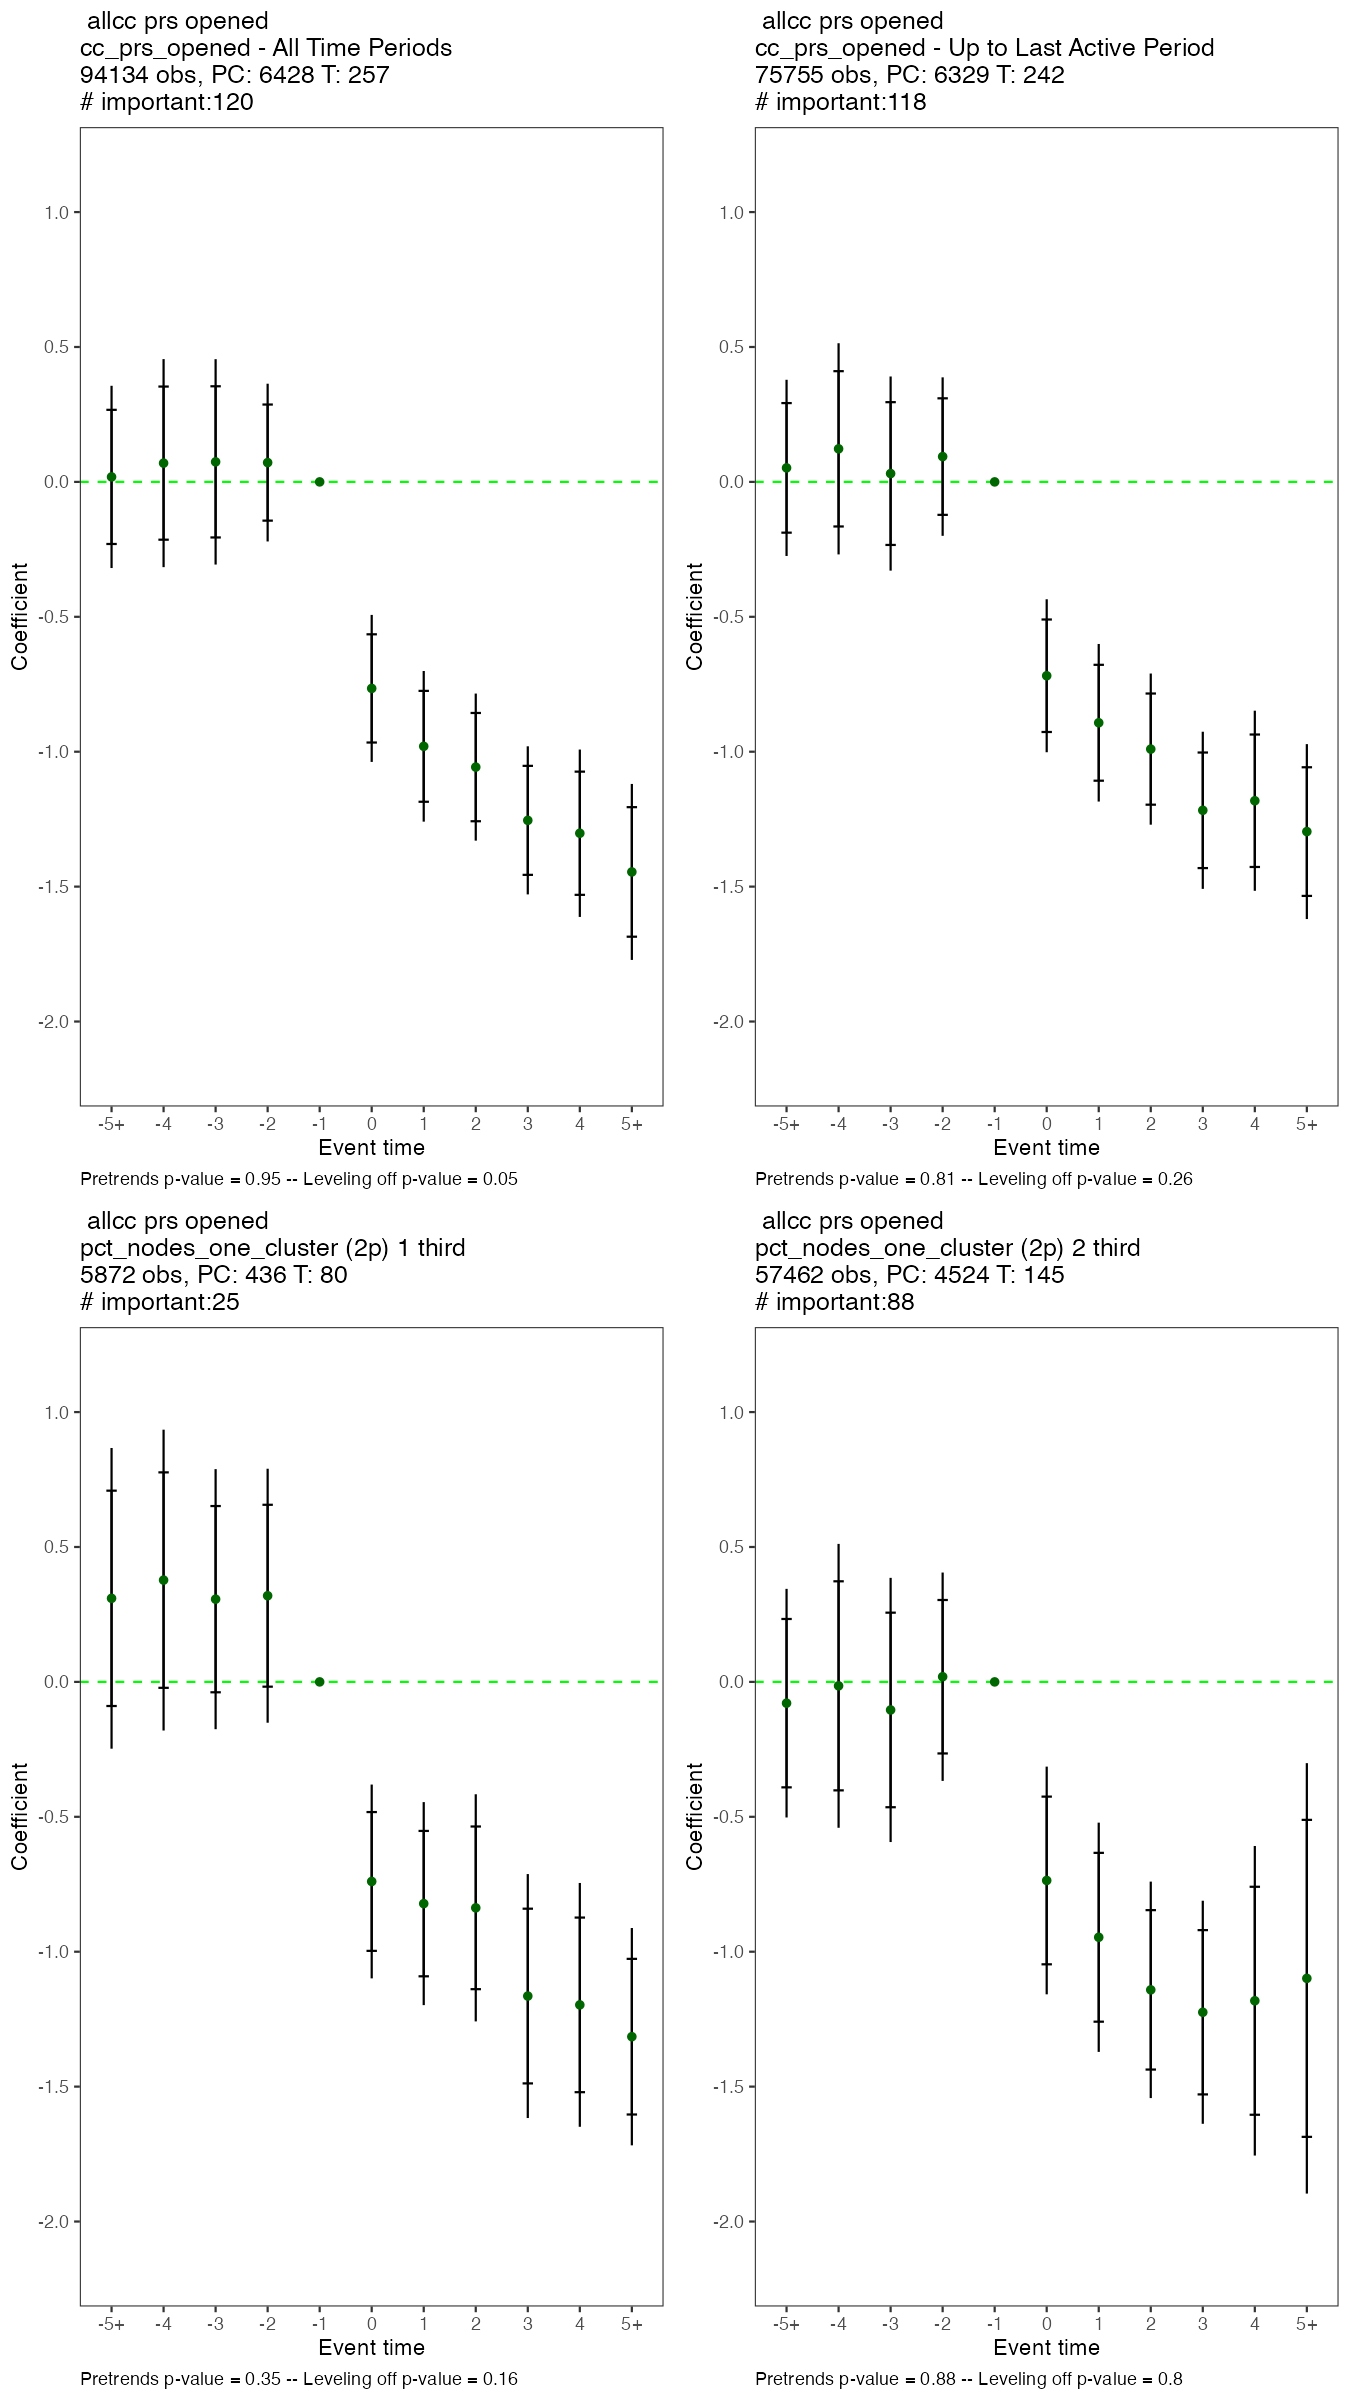 allcc prs opened
cc_prs_opened - All Time Periods
94134 obs, PC: 6428 T: 257
# important:120
1.0
0.5
0.0
-0.5
-1.0
-1.5
-2.0
Coefficient
-5+ -4 -3 -2 -1 0 1 2 3 4 5+
Event time
Pretrends p-value = 0.95 -- Leveling off p-value = 0.05
allcc prs opened
cc_prs_opened - Up to Last Active Period
75755 obs, PC: 6329 T: 242
# important:118
1.0
0.5
0.0
-0.5
-1.0
-1.5
-2.0
Coefficient
-5+ -4 -3 -2 -1 0 1 2 3 4 5+
Event time
Pretrends p-value = 0.81 -- Leveling off p-value = 0.26
allcc prs opened
pct_nodes_one_cluster (2p) 1 third
5872 obs, PC: 436 T: 80
# important:25
1.0
0.5
0.0
-0.5
-1.0
-1.5
-2.0
Coefficient
-5+ -4 -3 -2 -1 0 1 2 3 4 5+
Event time
Pretrends p-value = 0.35 -- Leveling off p-value = 0.16
allcc prs opened
pct_nodes_one_cluster (2p) 2 third
57462 obs, PC: 4524 T: 145
# important:88
1.0
0.5
0.0
-0.5
-1.0
-1.5
-2.0
Coefficient
-5+ -4 -3 -2 -1 0 1 2 3 4 5+
Event time
Pretrends p-value = 0.88 -- Leveling off p-value = 0.8